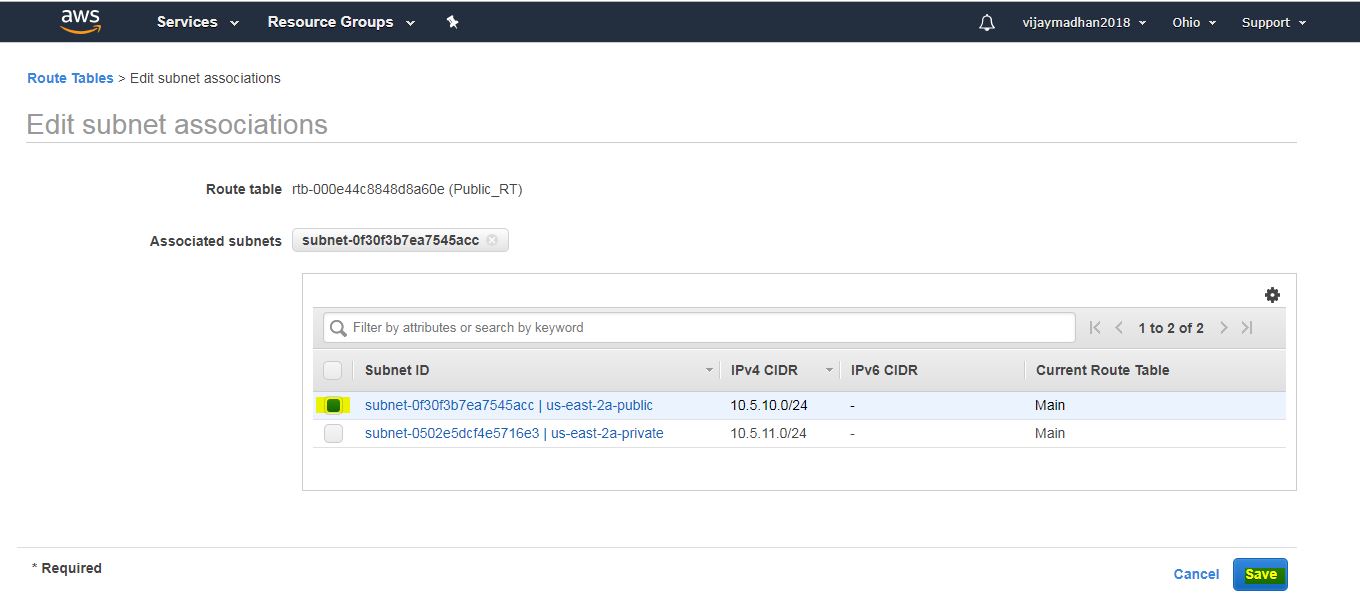 aws Services Resource Groups vijaymadhan2018 Ohio Support
Route Tables > Edit subnet associations
Edit subnet associations
Route table rtb-000e44c8848d8a60e (Public_RT)
Associated subnets subnet-0f30f3b7ea7545acc
Filter by attributes or search by keyword 1 to 2 of 2
Subnet ID IPv4 CIDR IPv6 CIDR Current Route Table
subnet-0f30f3b7ea7545acc | us-east-2a-public 10.5.10.0/24 - Main
subnet-0502e5dcf4e5716e3 | us-east-2a-private 10.5.11.0/24 - Main
* Required
Cancel Save